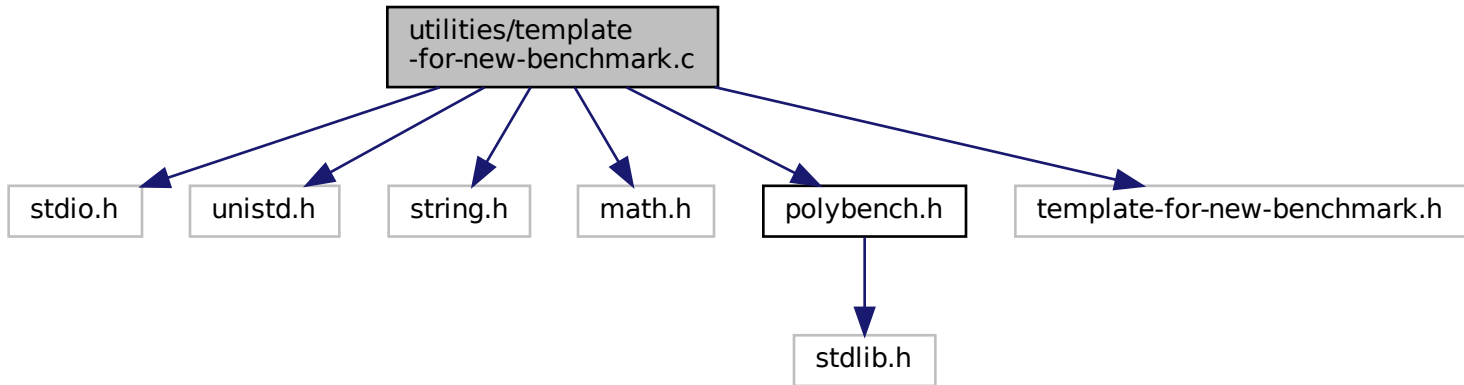 utilities/template
-for-new-benchmark.c
stdio.h
unistd.h
string.h
math.h
polybench.h
template-for-new-benchmark.h
stdlib.h